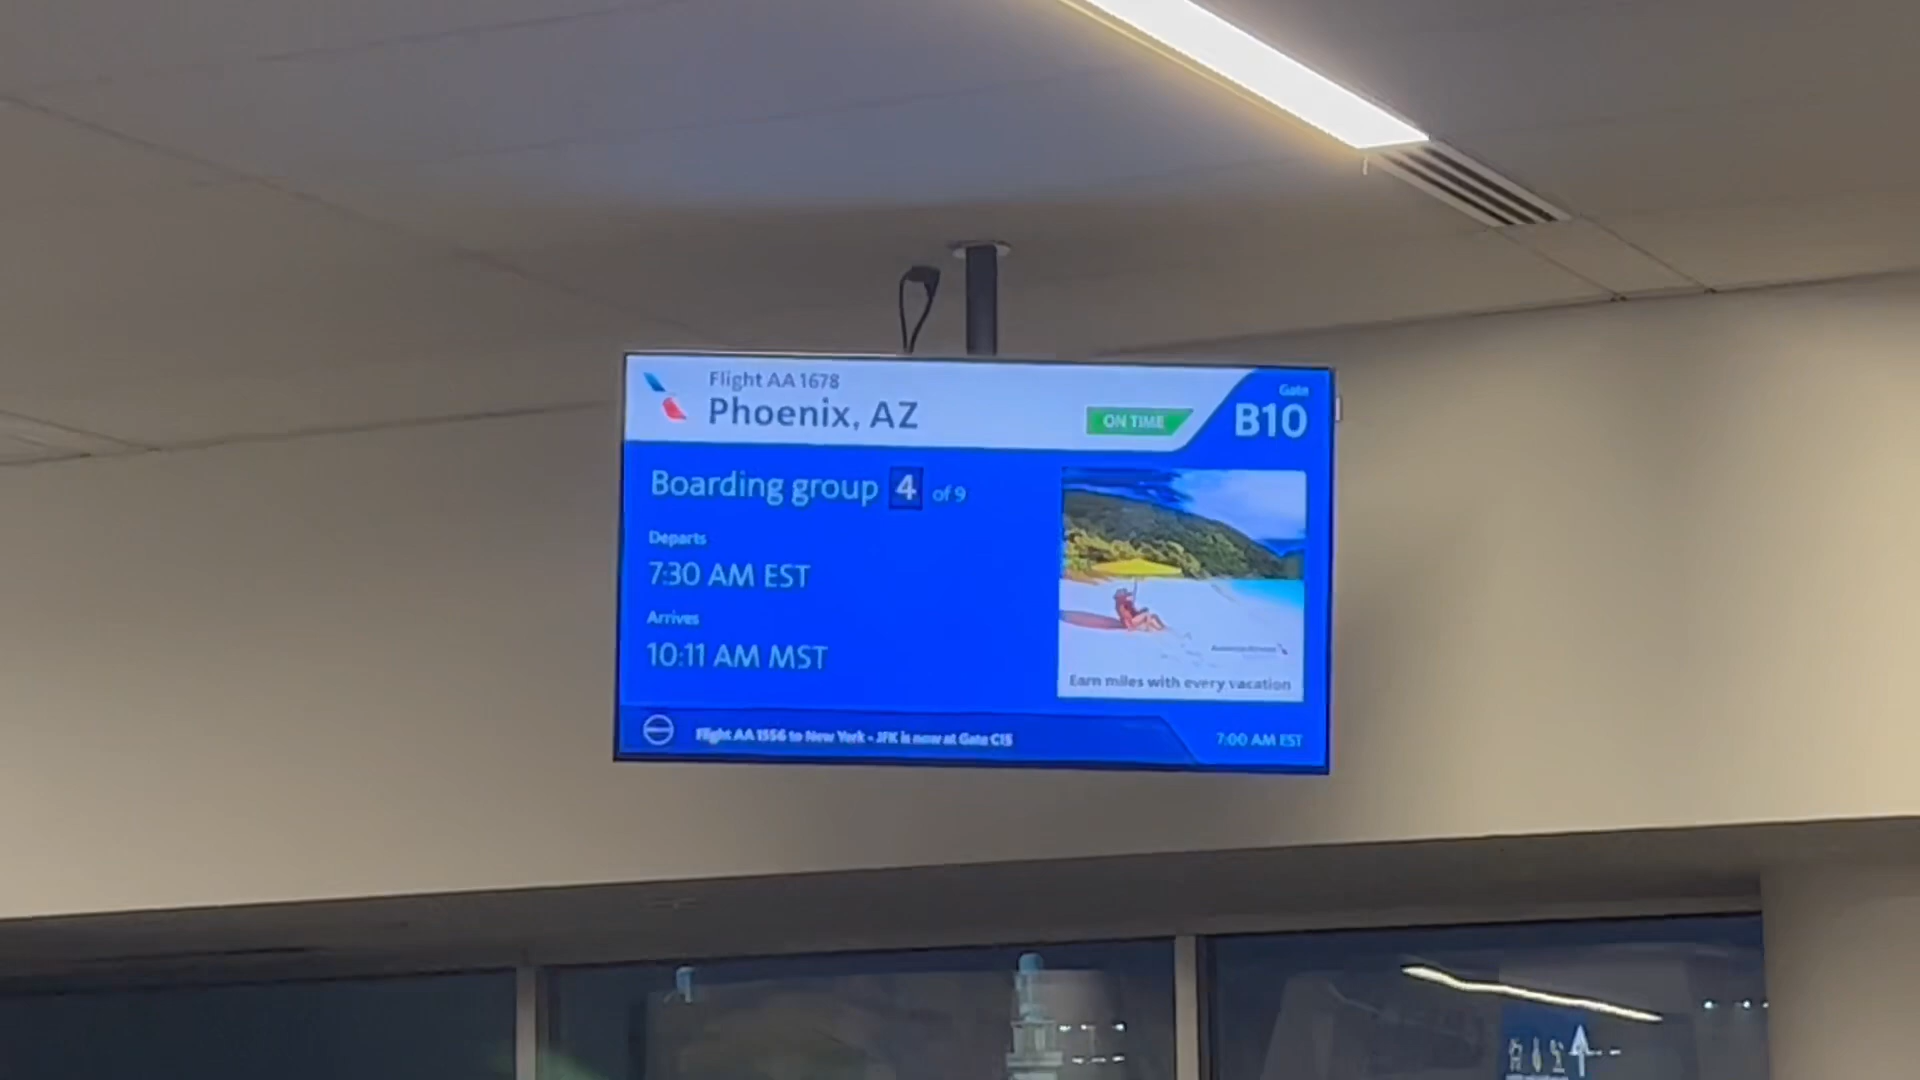 Flight AA 1678
Phoenix, AZ
ON TIME
Gate
B10
Boarding group 4 of 9
Departs
7:30 AM EST
Arrives
10:11 AM MST
Earn miles with every vacation
Flight AA 1556 to New York - JFK is now at Gate C15
7:00 AM EST